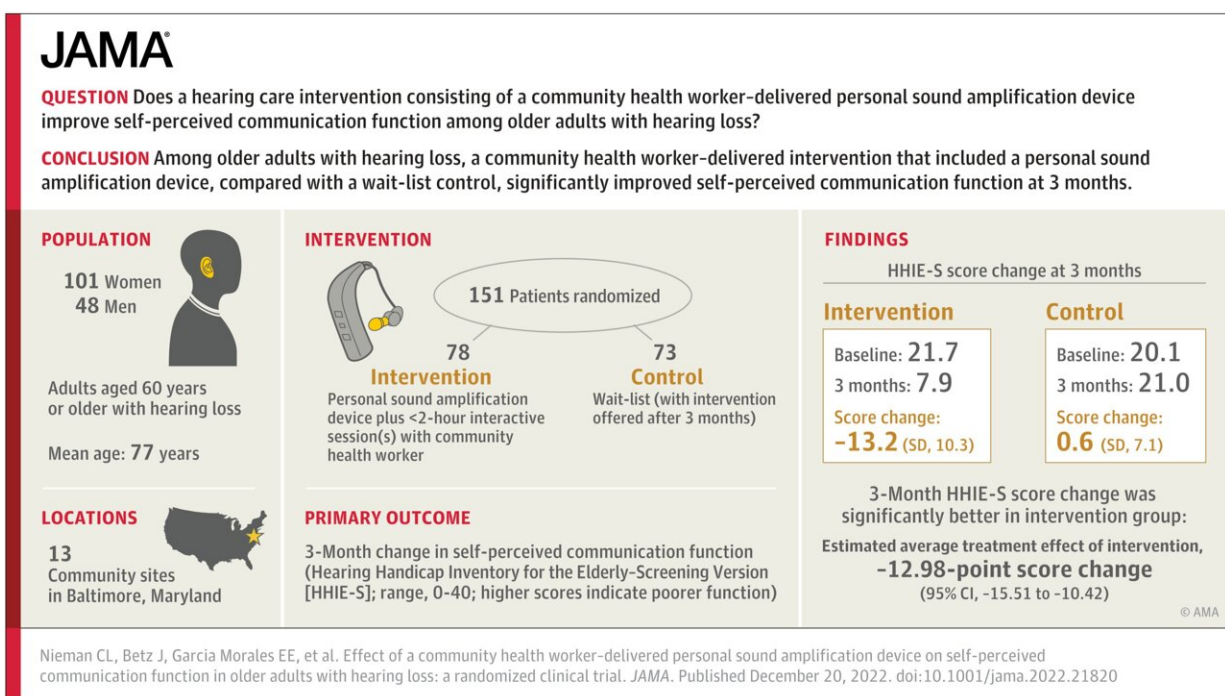 JAMA®
QUESTION Does a hearing care intervention consisting of a community health worker–delivered personal sound amplification device
improve self-perceived communication function among older adults with hearing loss?
CONCLUSION Among older adults with hearing loss, a community health worker–delivered intervention that included a personal sound
amplification device, compared with a wait-list control, significantly improved self-perceived communication function at 3 months.
POPULATION
101 Women
48 Men
Adults aged 60 years
or older with hearing loss
Mean age: 77 years
LOCATIONS
13
Community sites
in Baltimore, Maryland
INTERVENTION
151 Patients randomized
78
Intervention
Personal sound amplification
device plus <2-hour interactive
session(s) with community
health worker
73
Control
Wait-list (with intervention
offered after 3 months)
PRIMARY OUTCOME
3-Month change in self-perceived communication function
(Hearing Handicap Inventory for the Elderly–Screening Version
[HHIE-S]; range, 0-40; higher scores indicate poorer function)
FINDINGS
HHIE-S score change at 3 months
Intervention
Baseline: 21.7
3 months: 7.9
Score change:
–13.2 (SD, 10.3)
Control
Baseline: 20.1
3 months: 21.0
Score change:
0.6 (SD, 7.1)
3-Month HHIE-S score change was
significantly better in intervention group:
Estimated average treatment effect of intervention,
–12.98-point score change
(95% CI, –15.51 to –10.42)
© AMA
Nieman CL, Betz J, Garcia Morales EE, et al. Effect of a community health worker–delivered personal sound amplification device on self-perceived
communication function in older adults with hearing loss: a randomized clinical trial. JAMA. Published December 20, 2022. doi:10.1001/jama.2022.21820